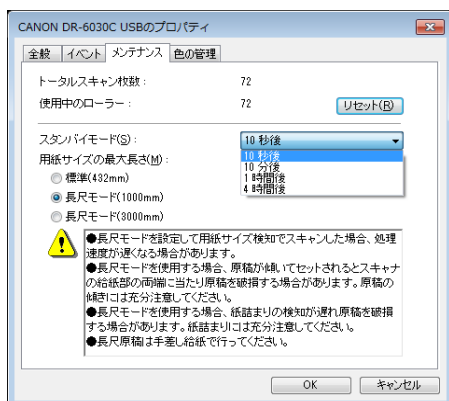 CANON DR-6030C USBのプロパティ
全般 イベント メンテナンス 色の管理
トータルスキャン枚数： 72
使用中のローラー： 72 リセット(R)
スタンバイモード(S)： 10 秒後
10 秒後
用紙サイズの最大長さ(M)： 10 分後
1 時間後
標準(432mm) 4 時間後
長尺モード(1000mm)
長尺モード(3000mm)
●長尺モードを設定して用紙サイズ検知でスキャンした場合、処理
速度が遅くなる場合があります。
●長尺モードを使用する場合、原稿が傾いてセットされるとスキャナ
の給紙部の両端に当たり原稿を破損する場合があります。原稿の
傾きには充分注意してください。
●長尺モードを使用する場合、紙詰まりの検知が遅れ原稿を破損
する場合があります。紙詰まりには充分注意してください。
●長尺原稿は手差し給紙で行ってください。
OK キャンセル